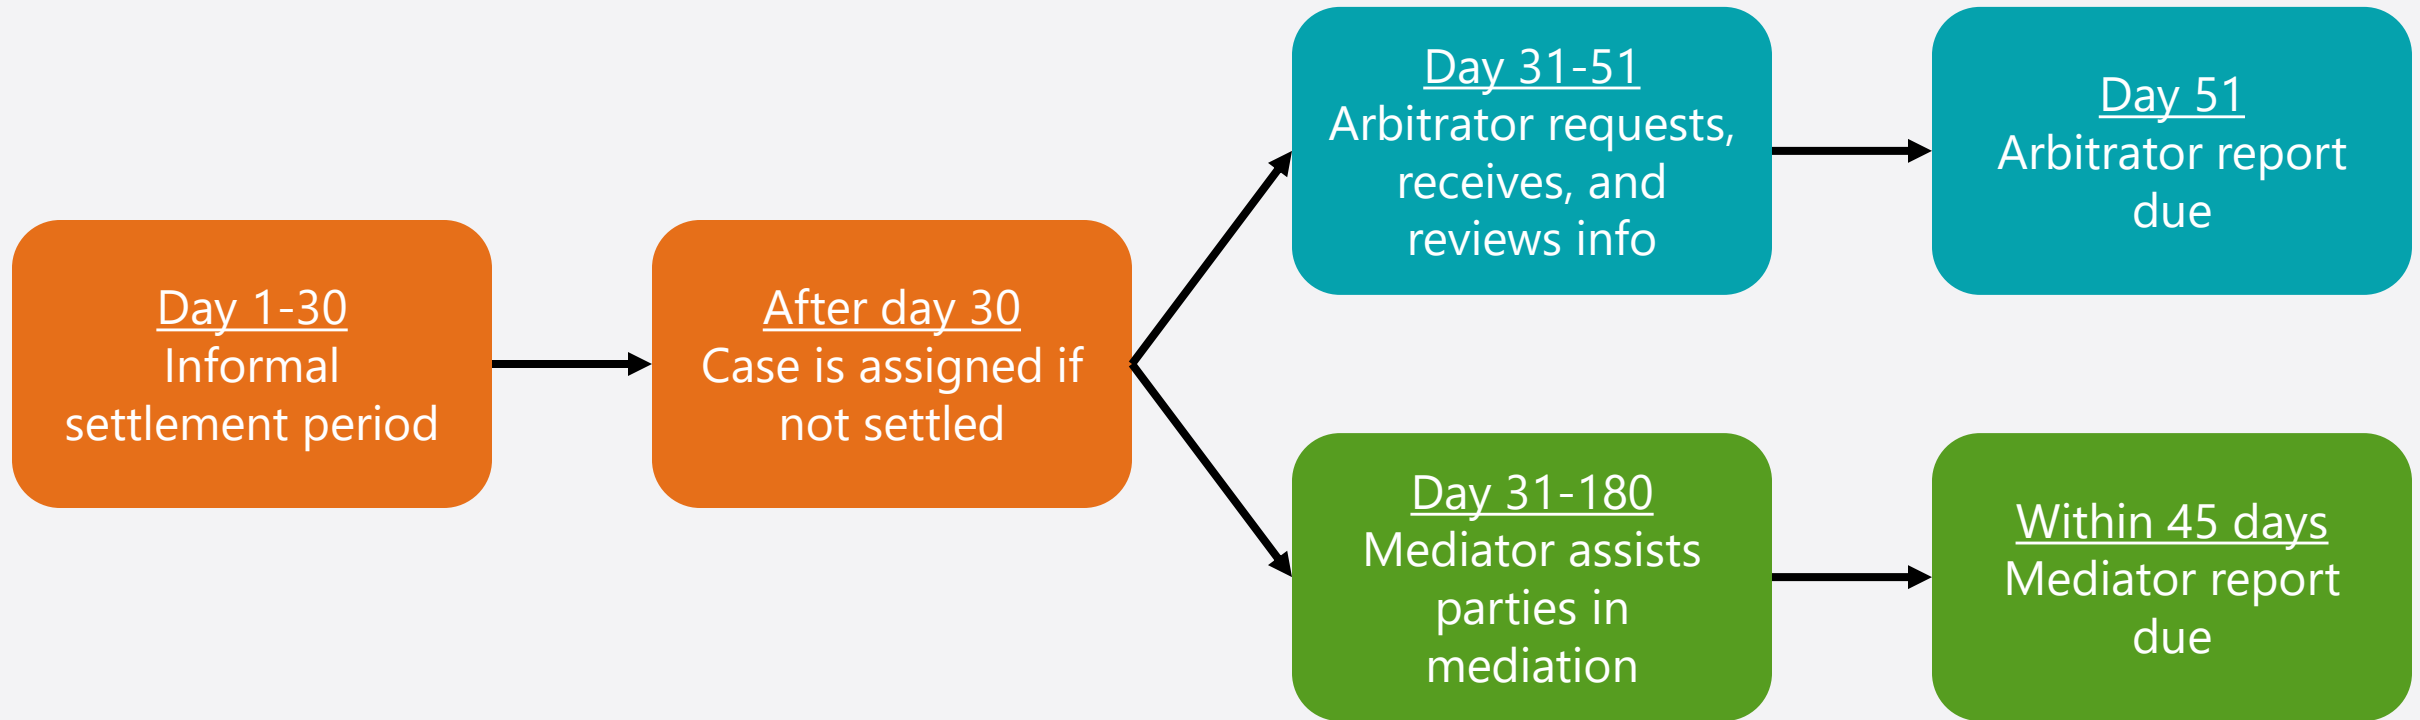 Day 1-30
Informal
settlement period
After day 30
Case is assigned if
not settled
Day 31-51
Arbitrator requests,
receives, and
reviews info
Day 51
Arbitrator report
due
Day 31-180
Mediator assists
parties in
mediation
Within 45 days
Mediator report
due